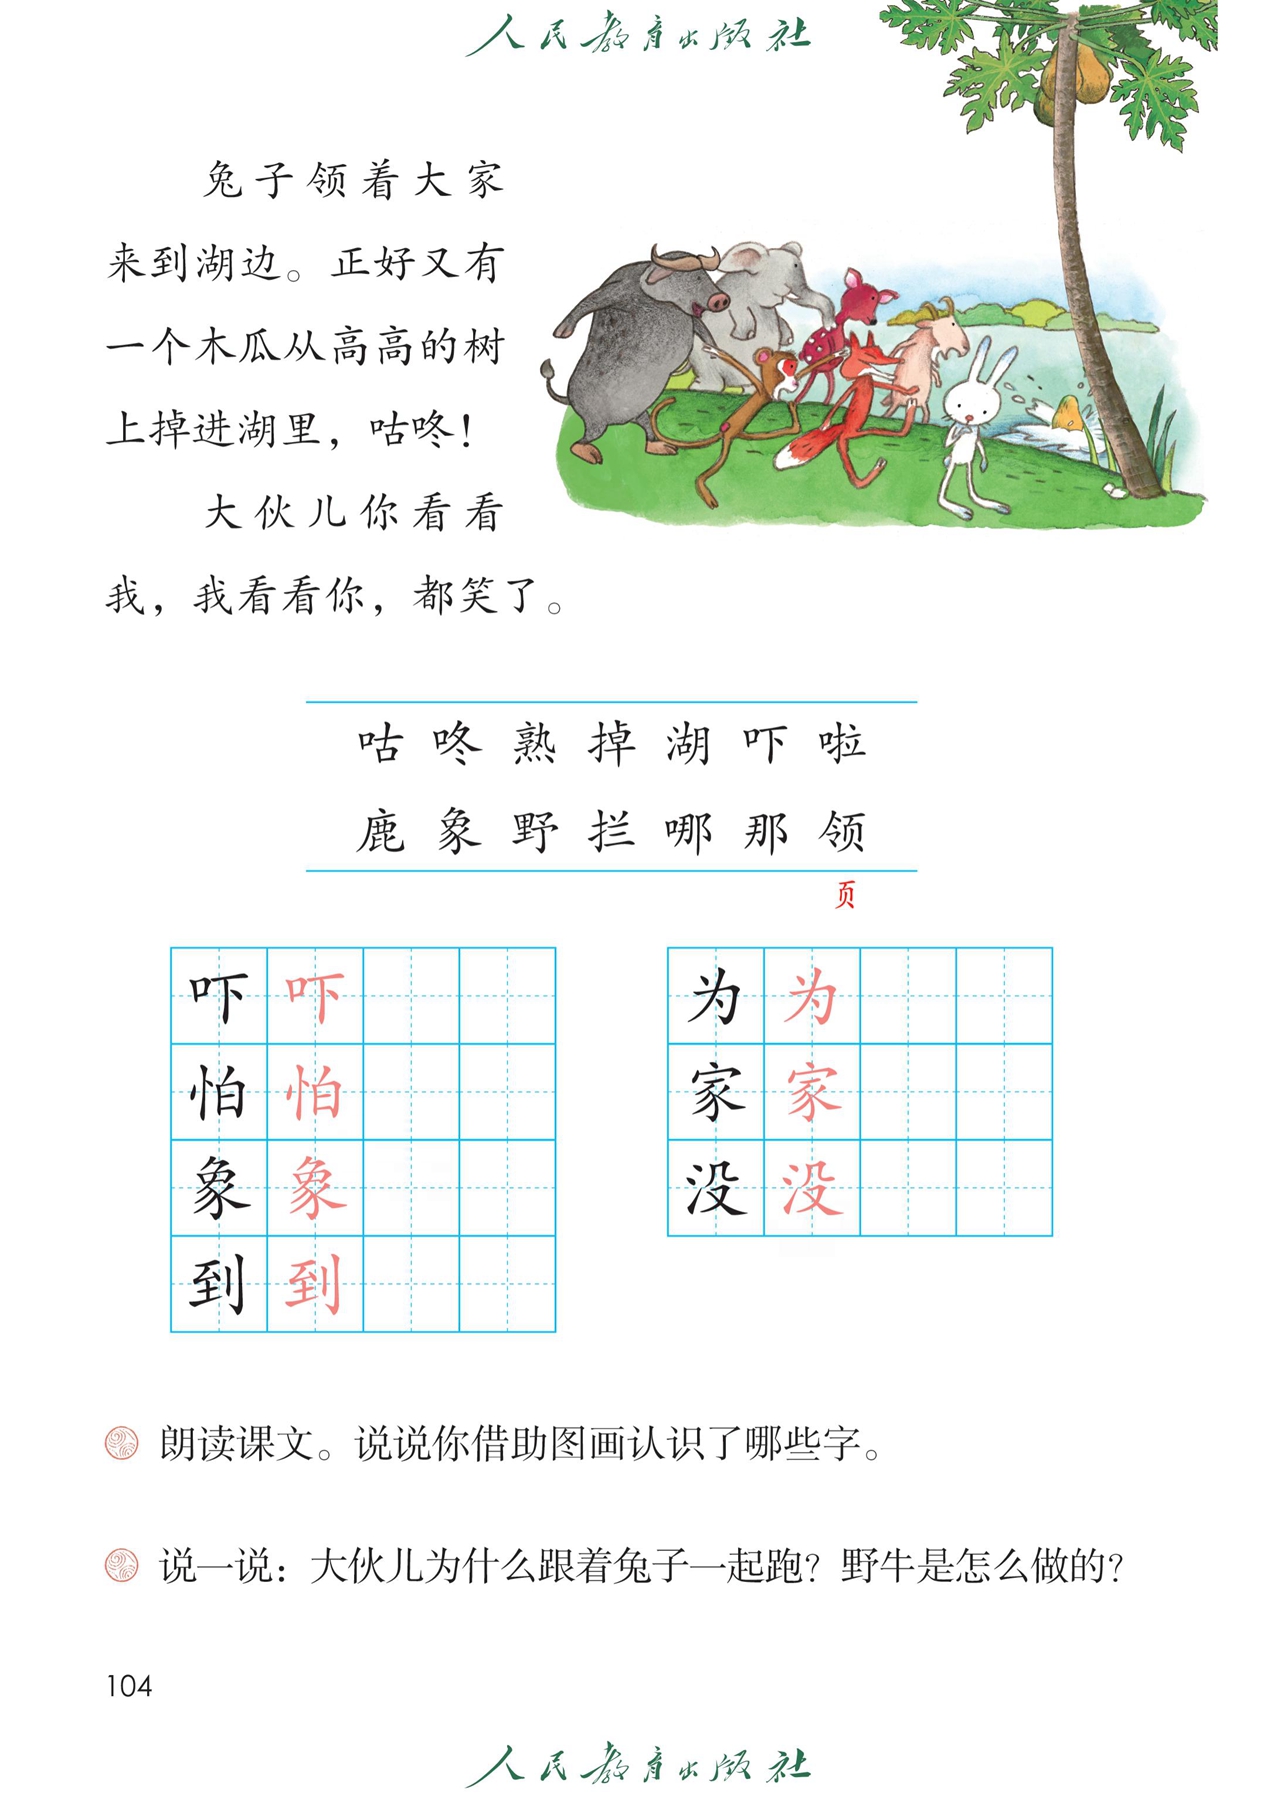 人民教育出版社
兔子领着大家
来到湖边。正好又有
一个木瓜从高高的树
上掉进湖里，咕咚！
大伙儿你看看
我，我看看你，都笑了。
咕咚熟掉湖吓啦
鹿象野拦哪那领
页
吓 吓
怕 怕
象 象
到 到
为 为
家 家
没 没
朗读课文。说说你借助图画认识了哪些字。
说一说：大伙儿为什么跟着兔子一起跑？野牛是怎么做的？
104
人民教育出版社